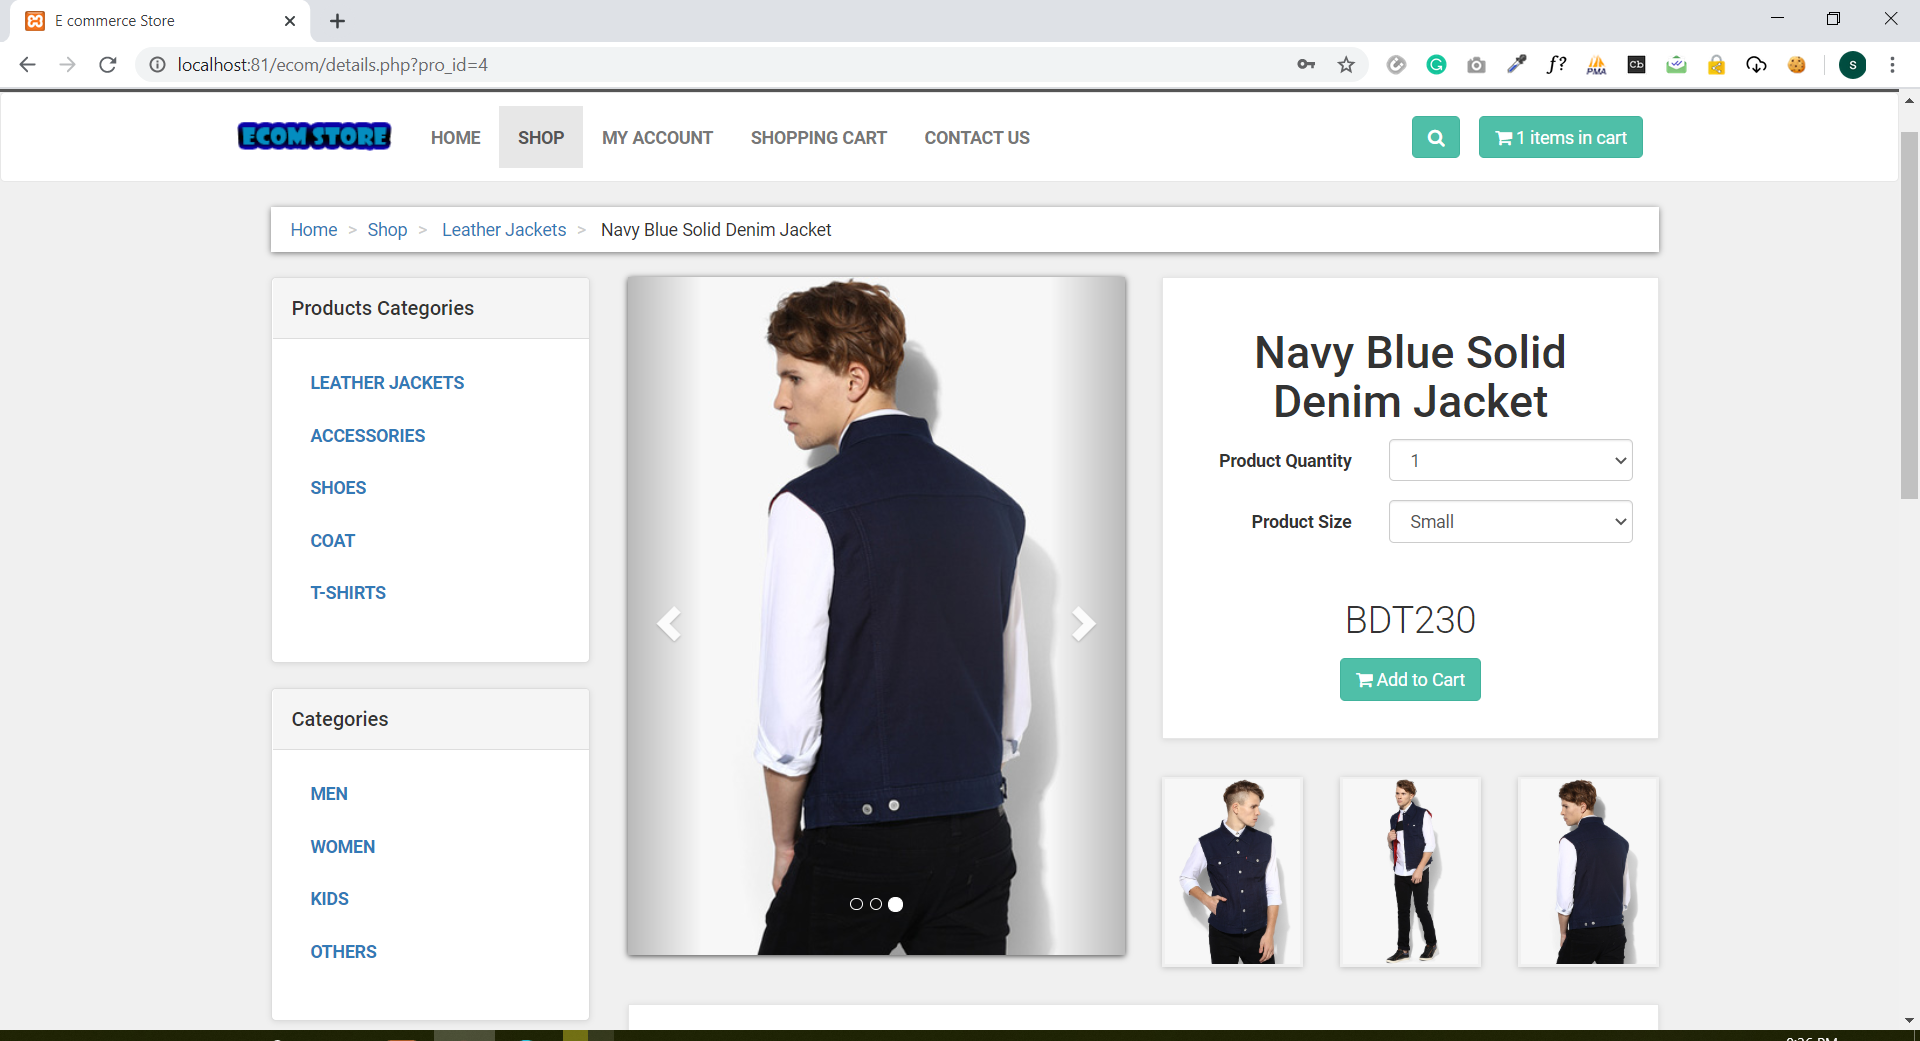 E commerce Store
localhost:81/ecom/details.php?pro_id=4
f?
PMA
Cb
S
ECOM STORE
HOME
SHOP
MY ACCOUNT
SHOPPING CART
CONTACT US
1 items in cart
Home > Shop > Leather Jackets > Navy Blue Solid Denim Jacket
Products Categories
LEATHER JACKETS
ACCESSORIES
SHOES
COAT
T-SHIRTS
Categories
MEN
WOMEN
KIDS
OTHERS
Navy Blue Solid
Denim Jacket
Product Quantity
1
Product Size
Small
BDT230
Add to Cart